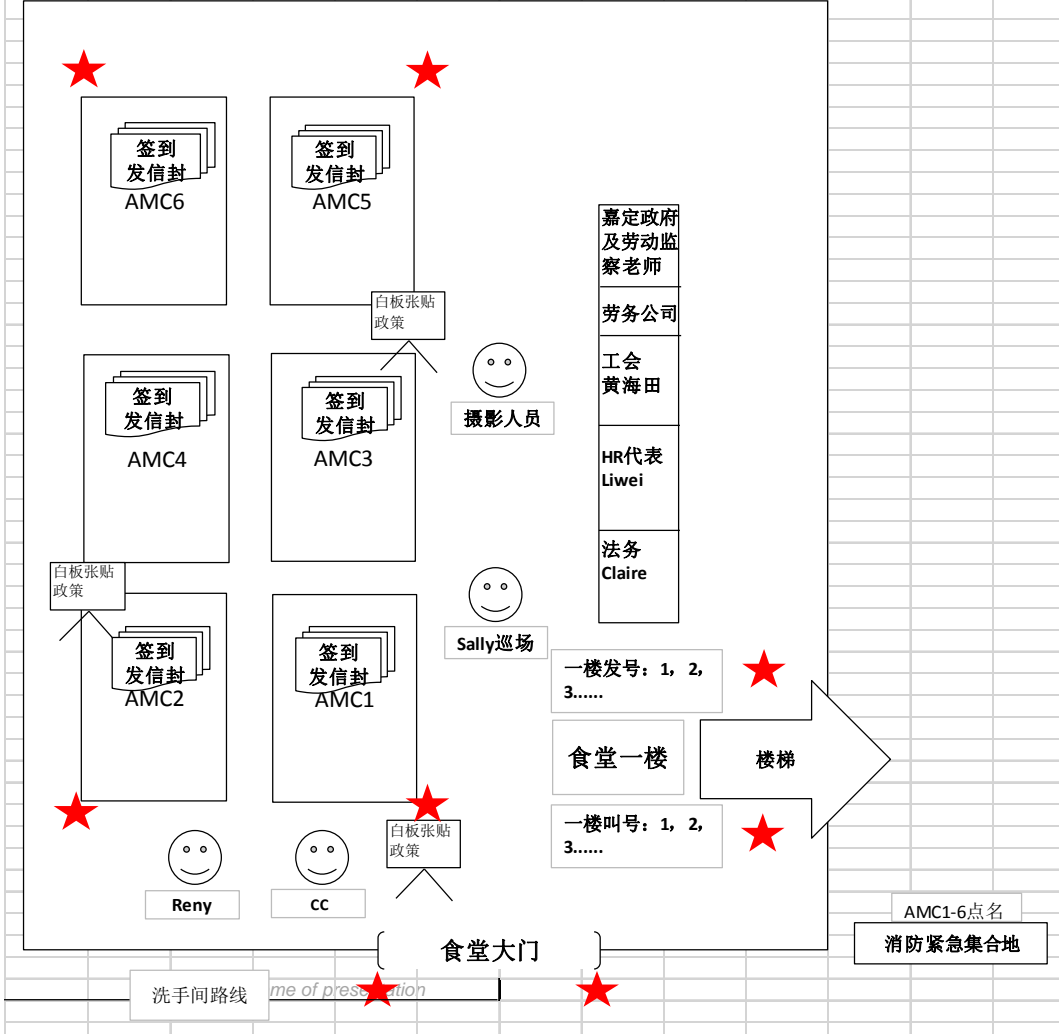 签到
发信封
AMC6
签到
发信封
AMC5
嘉定政府
及劳动监
察老师
劳务公司
工会
黄海田
HR代表
Liwei
法务
Claire
白板张贴
政策
摄影人员
签到
发信封
AMC4
签到
发信封
AMC3
白板张贴
政策
Sally巡场
签到
发信封
AMC2
签到
发信封
AMC1
一楼发号：1，2，
3......
食堂一楼
楼梯
一楼叫号：1，2，
3......
白板张贴
政策
Reny
CC
AMC1-6点名
消防紧急集合地
食堂大门
洗手间路线